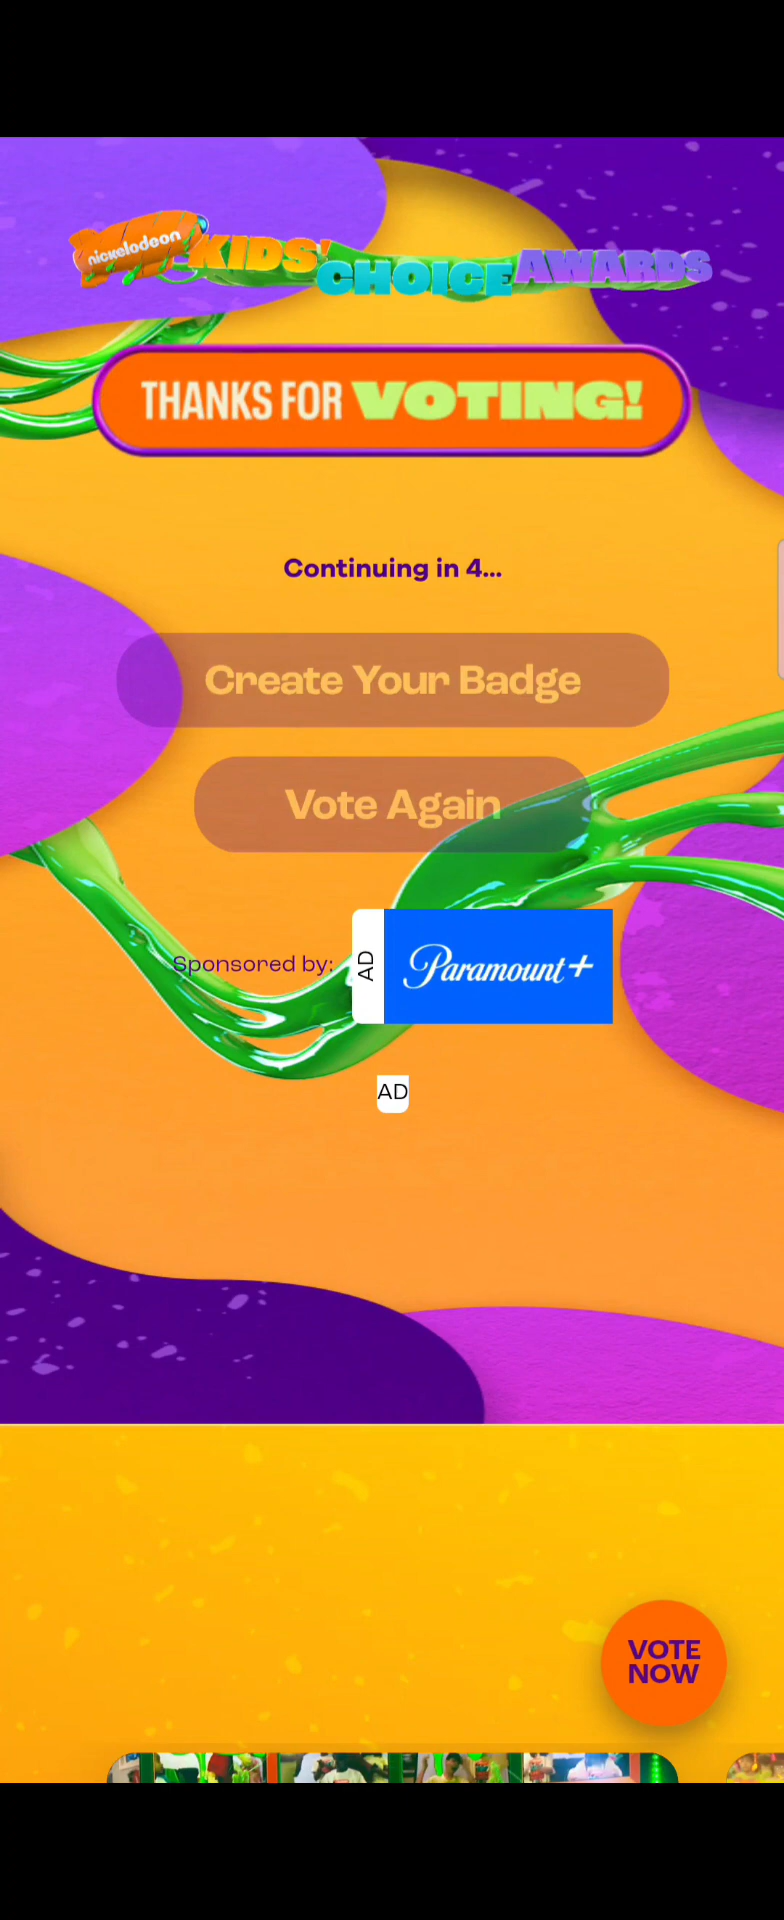 nickelodeon KIDS' CHOICE AWARDS
THANKS FOR VOTING!
Continuing in 4...
Create Your Badge
Vote Again
Sponsored by:
AD
Paramount+
AD
VOTE
NOW